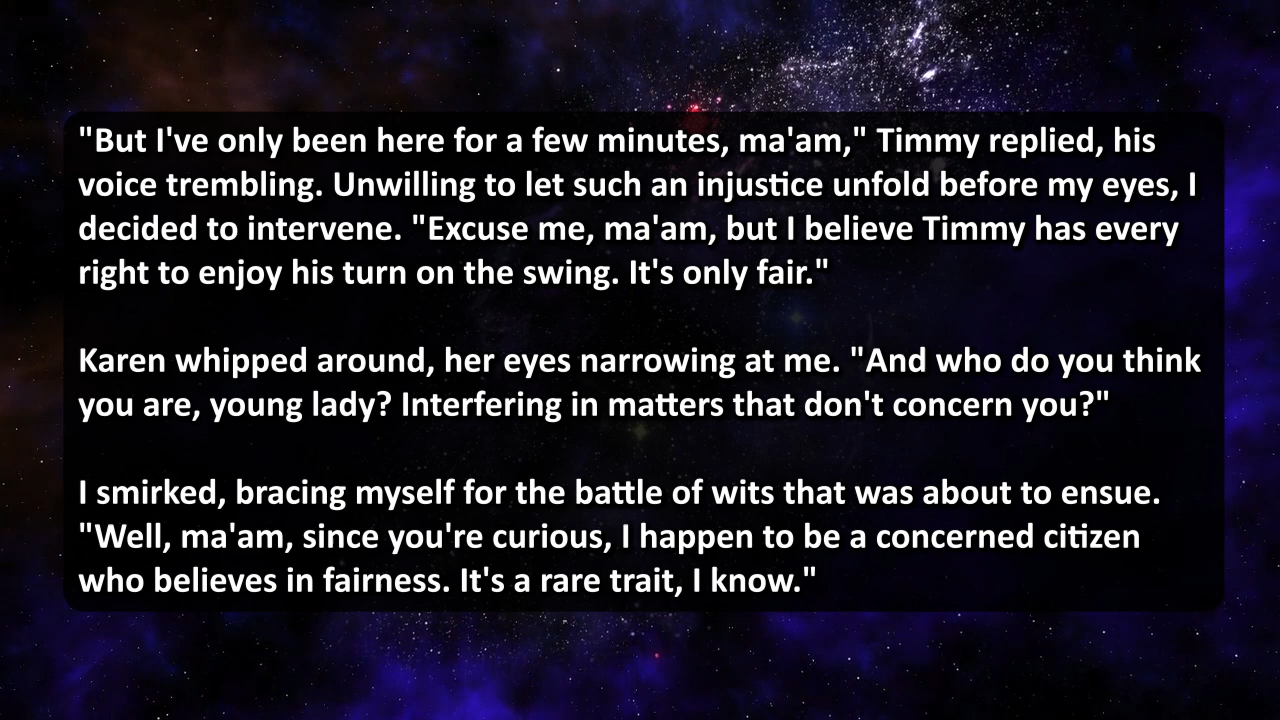 "But I've only been here for a few minutes, ma'am," Timmy replied, his
voice trembling. Unwilling to let such an injustice unfold before my eyes, I
decided to intervene. "Excuse me, ma'am, but I believe Timmy has every
right to enjoy his turn on the swing. It's only fair."
Karen whipped around, her eyes narrowing at me. "And who do you think
you are, young lady? Interfering in matters that don't concern you?"
I smirked, bracing myself for the battle of wits that was about to ensue.
"Well, ma'am, since you're curious, I happen to be a concerned citizen
who believes in fairness. It's a rare trait, I know."